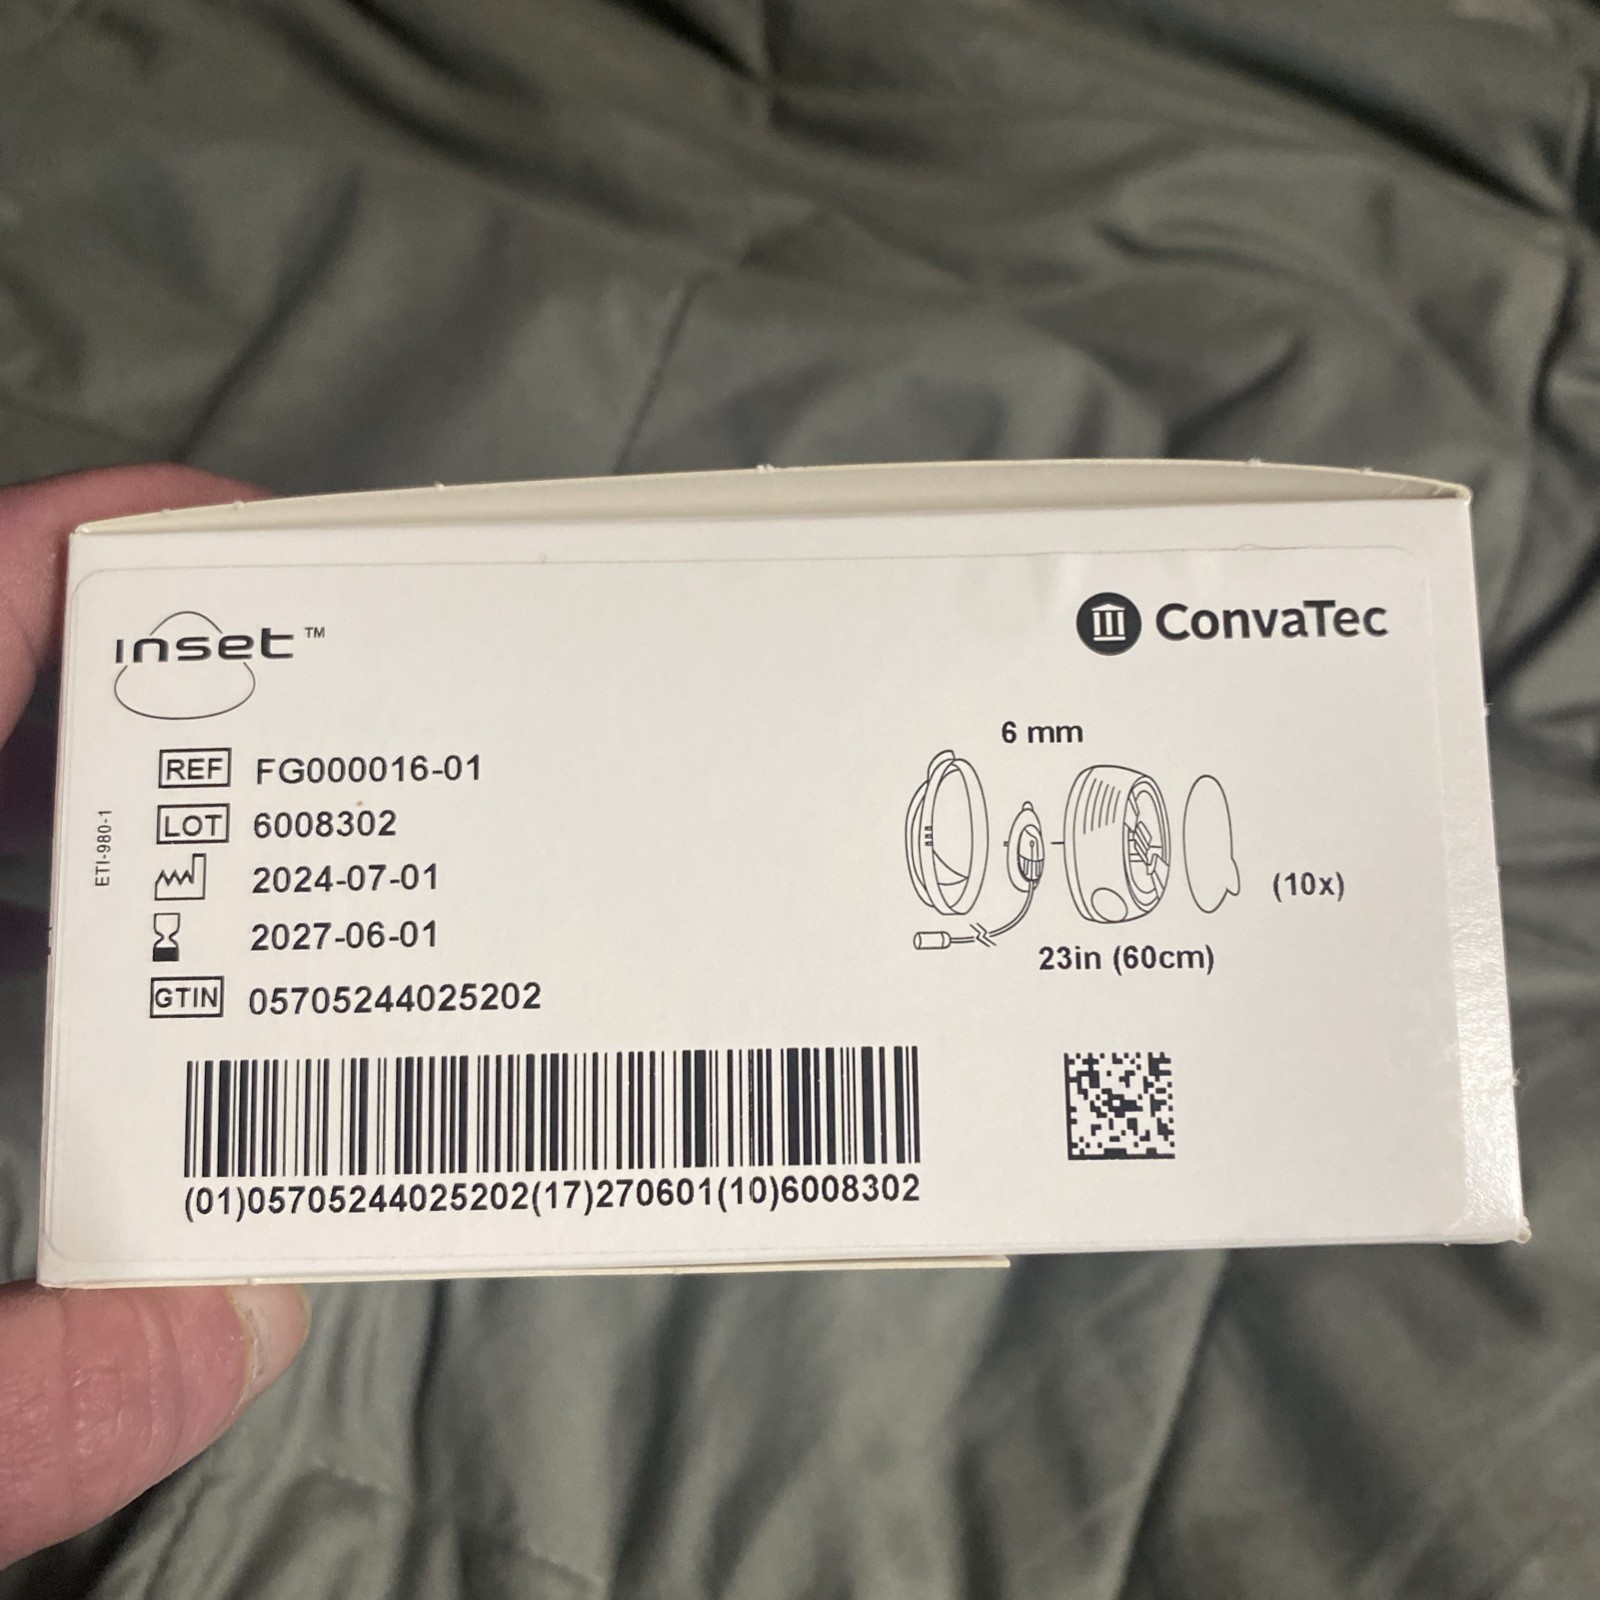 inset™
ConvaTec
REF FG000016-01
LOT 6008302
2024-07-01
2027-06-01
GTIN 05705244025202
ETI-980-1
6 mm
(10x)
23in (60cm)
(01)05705244025202(17)270601(10)6008302